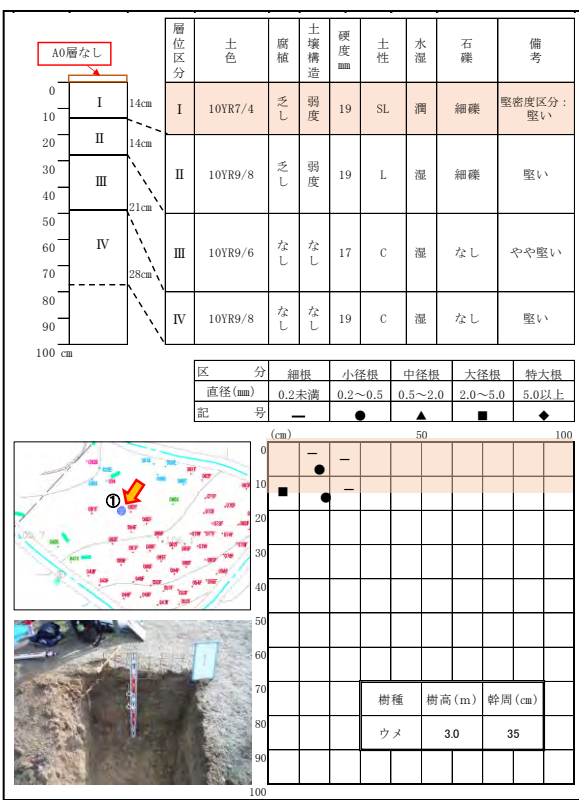 A0層なし
層位区分 土色 腐植 土壌構造 硬度mm 土性 水湿 石礫 備考
I 10YR7/4 乏し 弱度 19 SL 潤 細礫 堅密度区分：堅い
II 10YR9/8 乏し 弱度 19 L 湿 細礫 堅い
III 10YR9/6 なし なし 17 C 湿 なし やや堅い
IV 10YR9/8 なし なし 19 C 湿 なし 堅い
0
I 14cm
10
20 II 14cm
30
III
40
21cm
50
60 IV
70
28cm
80
90
100 cm
区 分 細根 小径根 中径根 大径根 特大根
直径(mm) 0.2未満 0.2～0.5 0.5～2.0 2.0～5.0 5.0以上
記 号 ― ● ▲ ■ ◆
(cm) 50 100
0
10
20
30
40
50
60
70
80
90
100
①
樹種 樹高(m) 幹周(cm)
ウメ 3.0 35